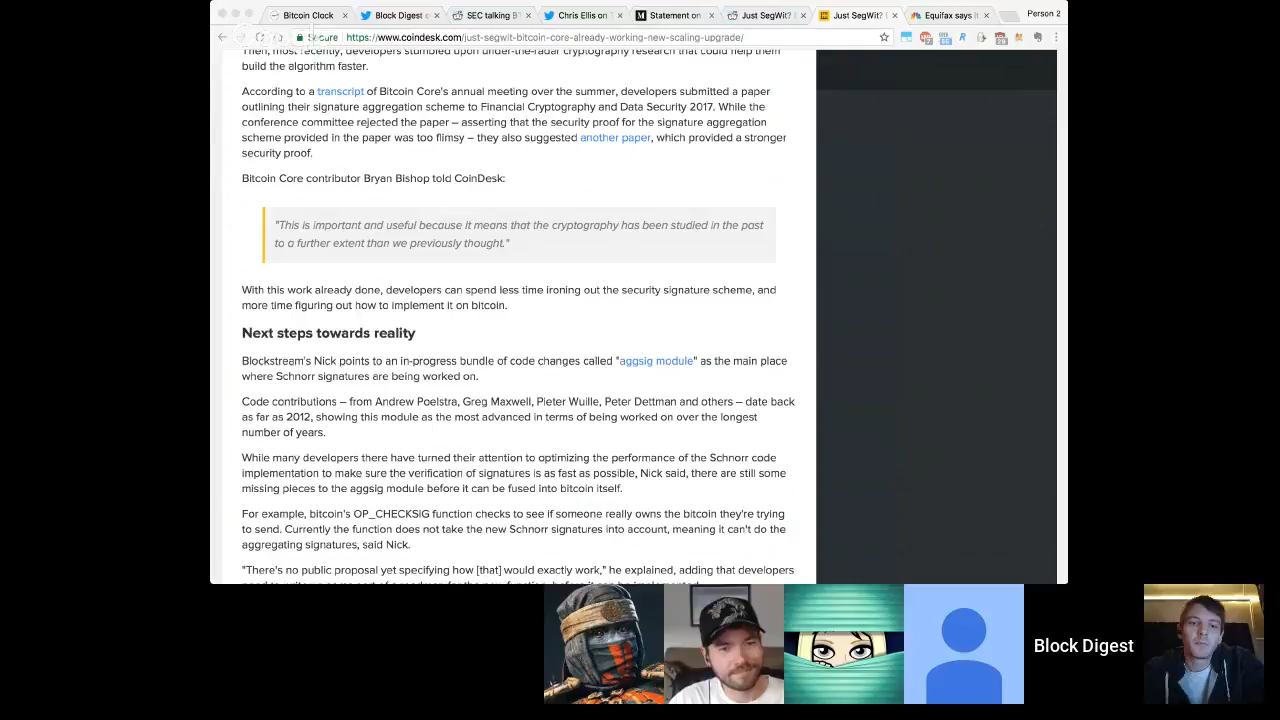 Bitcoin Clock
Block Digest
SEC talking B
Chris Ellis on T
Statement on
Just SegWit?
Just SegWit?
Equifax says it
Person 2
Secure https://www.coindesk.com/just-segwit-bitcoin-core-already-working-new-scaling-upgrade/
Then, most recently, developers stumbled upon under-the-radar cryptography research that could help them
build the algorithm faster.
According to a transcript of Bitcoin Core's annual meeting over the summer, developers submitted a paper
outlining their signature aggregation scheme to Financial Cryptography and Data Security 2017. While the
conference committee rejected the paper – asserting that the security proof for the signature aggregation
scheme provided in the paper was too flimsy – they also suggested another paper, which provided a stronger
security proof.
Bitcoin Core contributor Bryan Bishop told CoinDesk:
"This is important and useful because it means that the cryptography has been studied in the past
to a further extent than we previously thought."
With this work already done, developers can spend less time ironing out the security signature scheme, and
more time figuring out how to implement it on bitcoin.
Next steps towards reality
Blockstream's Nick points to an in-progress bundle of code changes called "aggsig module" as the main place
where Schnorr signatures are being worked on.
Code contributions – from Andrew Poelstra, Greg Maxwell, Pieter Wuille, Peter Dettman and others – date back
as far as 2012, showing this module as the most advanced in terms of being worked on over the longest
number of years.
While many developers there have turned their attention to optimizing the performance of the Schnorr code
implementation to make sure the verification of signatures is as fast as possible, Nick said, there are still some
missing pieces to the aggsig module before it can be fused into bitcoin itself.
For example, bitcoin's OP_CHECKSIG function checks to see if someone really owns the bitcoin they're trying
to send. Currently the function does not take the new Schnorr signatures into account, meaning it can't do the
aggregating signatures, said Nick.
"There's no public proposal yet specifying how [that] would exactly work," he explained, adding that developers
Block Digest